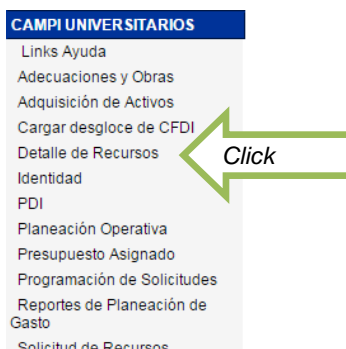 CAMPI UNIVERSITARIOS
Links Ayuda
Adecuaciones y Obras
Adquisición de Activos
Cargar desgloce de CFDI
Detalle de Recursos
Click
Identidad
PDI
Planeación Operativa
Presupuesto Asignado
Programación de Solicitudes
Reportes de Planeación de
Gasto
Solicitud de Recursos